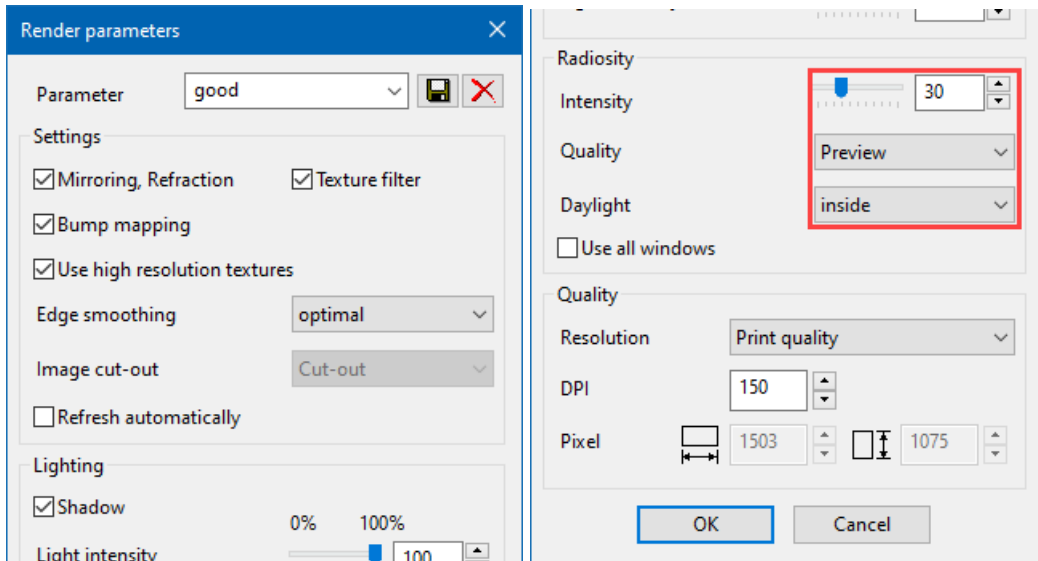 Render parameters
Parameter good
Settings
Mirroring, Refraction Texture filter
Bump mapping
Use high resolution textures
Edge smoothing optimal
Image cut-out Cut-out
Refresh automatically
Lighting
Shadow
0% 100%
Light intensity 100
Radiosity
Intensity 30
Quality Preview
Daylight inside
Use all windows
Quality
Resolution Print quality
DPI 150
Pixel 1503 1075
OK Cancel